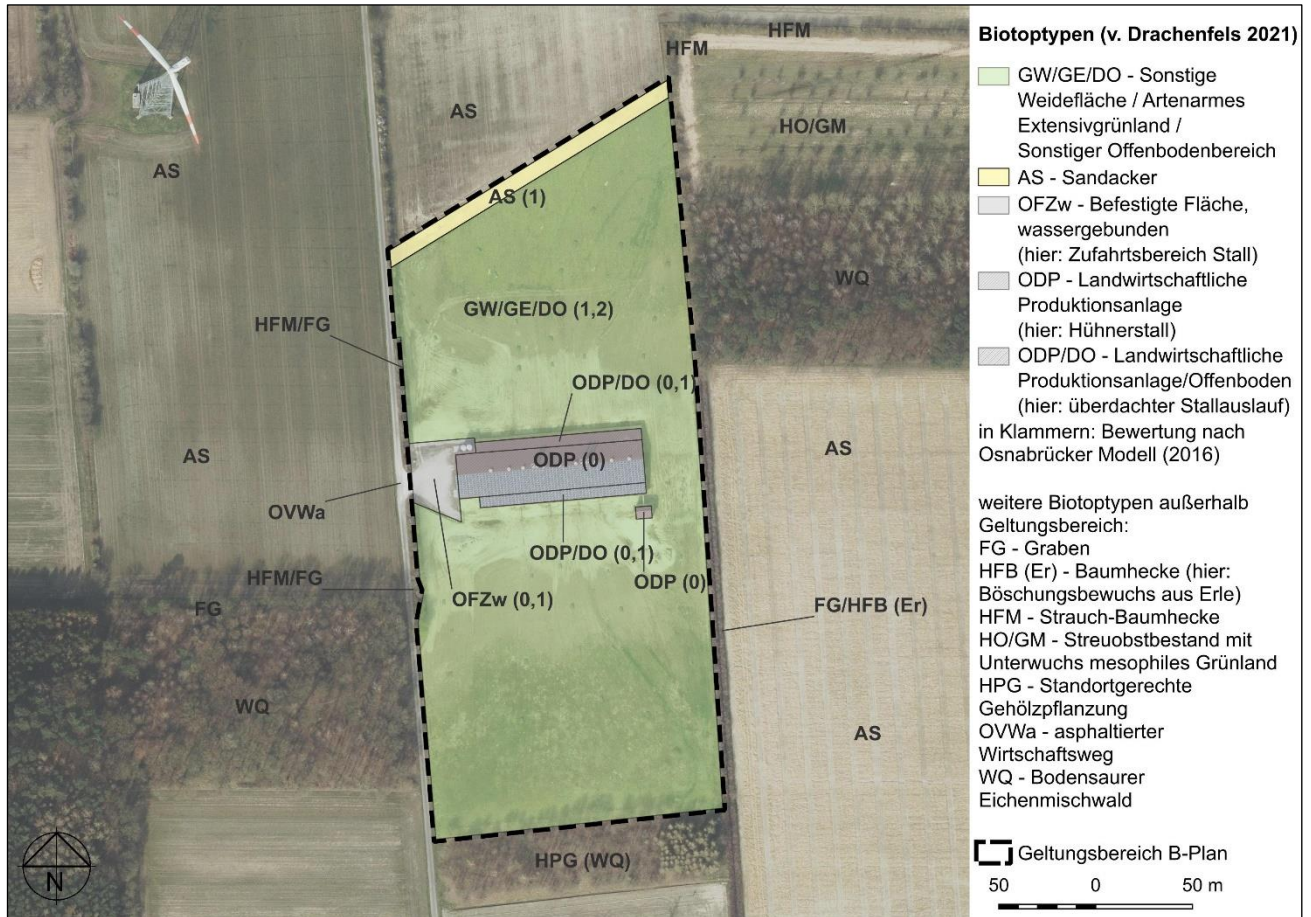 HFM
HFM
AS
HO/GM
AS
AS (1)
WQ
GW/GE/DO (1,2)
HFM/FG
ODP/DO (0,1)
AS
AS
ODP (0)
OVWa
ODP/DO (0,1)
ODP (0)
HFM/FG
OFZw (0,1)
FG
FG/HFB (Er)
WQ
AS
HPG (WQ)
N
Biotoptypen (v. Drachenfels 2021)
GW/GE/DO - Sonstige
Weidefläche / Artenarmes
Extensivgrünland /
Sonstiger Offenbodenbereich
AS - Sandacker
OFZw - Befestigte Fläche,
wassergebunden
(hier: Zufahrtsbereich Stall)
ODP - Landwirtschaftliche
Produktionsanlage
(hier: Hühnerstall)
ODP/DO - Landwirtschaftliche
Produktionsanlage/Offenboden
(hier: überdachter Stallauslauf)
in Klammern: Bewertung nach
Osnabrücker Modell (2016)
weitere Biotoptypen außerhalb
Geltungsbereich:
FG - Graben
HFB (Er) - Baumhecke (hier:
Böschungsbewuchs aus Erle)
HFM - Strauch-Baumhecke
HO/GM - Streuobstbestand mit
Unterwuchs mesophiles Grünland
HPG - Standortgerechte
Gehölzpflanzung
OVWa - asphaltierter
Wirtschaftsweg
WQ - Bodensaurer
Eichenmischwald
Geltungsbereich B-Plan
50 0 50 m